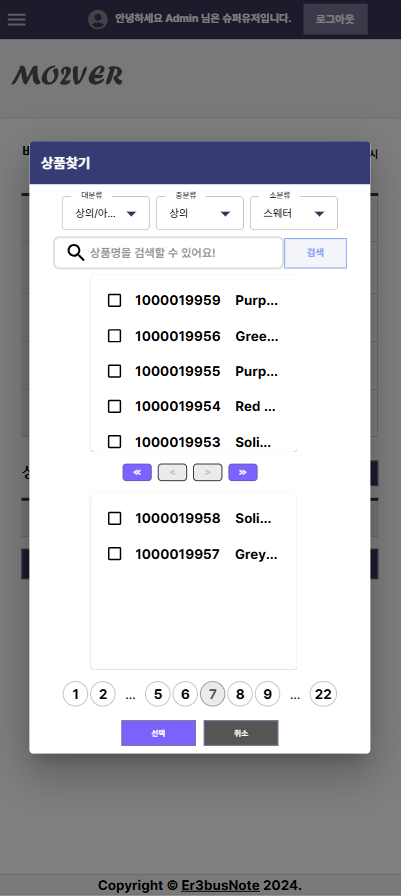 안녕하세요 Admin 님은 슈퍼유저입니다.
로그아웃
MO2VER
상품찾기
대분류
중분류
소분류
상의/아...
상의
스웨터
상품명을 검색할 수 있어요!
검색
1000019959 Purp...
1000019956 Gree...
1000019955 Purp...
1000019954 Red ...
1000019953 Soli...
« < > »
1000019958 Soli...
1000019957 Grey...
1 2 ... 5 6 7 8 9 ... 22
선택
취소
Copyright © Er3busNote 2024.